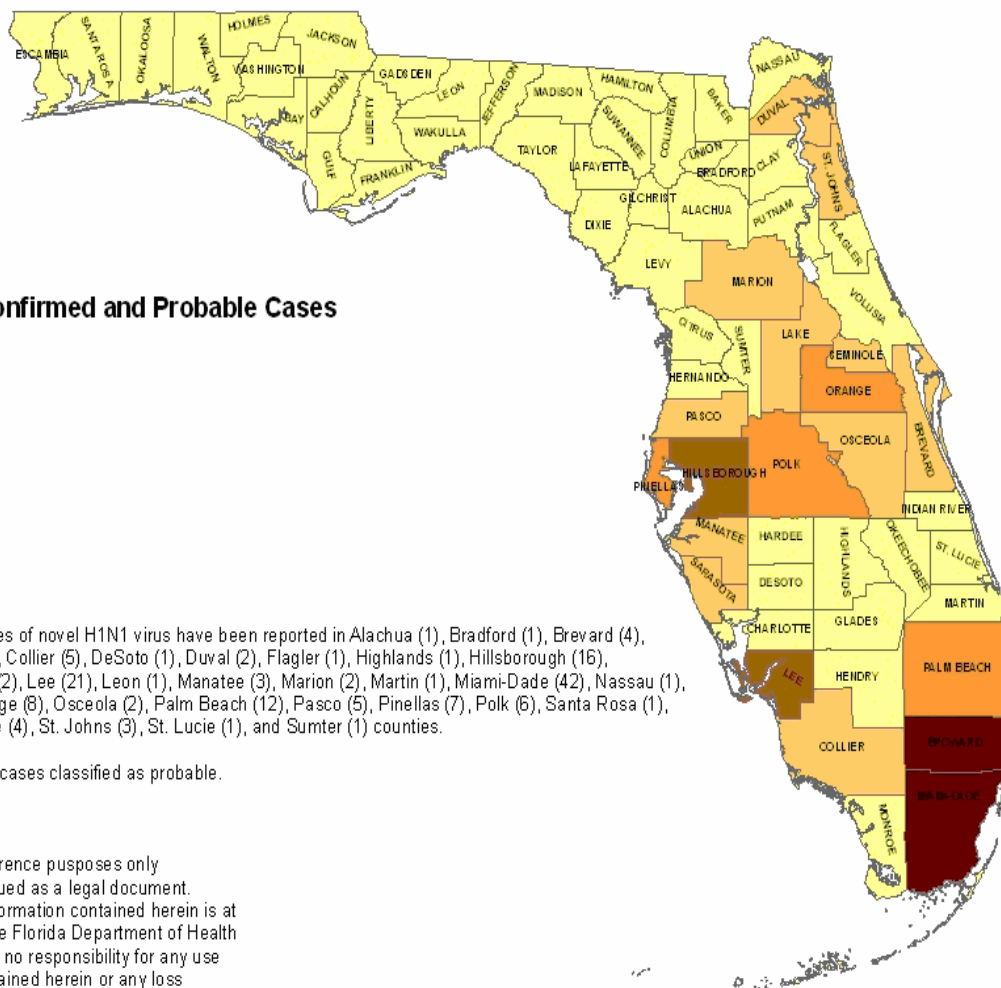 HOLMES
JACKSON
ESCAMBIA
SANTA ROSA
OKALOOSA
WALTON
WASHINGTON
BAY
CALHOUN
GULF
LIBERTY
GADSDEN
LEON
WAKULLA
FRANKLIN
JEFFERSON
MADISON
TAYLOR
HAMILTON
SUWANNEE
LAFAYETTE
DIXIE
COLUMBIA
BAKER
UNION
BRADFORD
GILCHRIST
ALACHUA
NASSAU
DUVAL
CLAY
ST. JOHNS
PUTNAM
FLAGLER
LEVY
MARION
VOLUSIA
onfirmed and Probable Cases
CITRUS
SUMTER
LAKE
SEMINOLE
HERNANDO
ORANGE
PASCO
OSCEOLA
BREVARD
PINELLAS
HILLSBOROUGH
POLK
INDIAN RIVER
MANATEE
HARDEE
HIGHLANDS
OKEECHOBEE
ST. LUCIE
SARASOTA
DESOTO
MARTIN
CHARLOTTE
GLADES
LEE
HENDRY
PALM BEACH
COLLIER
BROWARD
MIAMI-DADE
MONROE
es of novel H1N1 virus have been reported in Alachua (1), Bradford (1), Brevard (4),
, Collier (5), DeSoto (1), Duval (2), Flagler (1), Highlands (1), Hillsborough (16),
(2), Lee (21), Leon (1), Manatee (3), Marion (2), Martin (1), Miami-Dade (42), Nassau (1),
ge (8), Osceola (2), Palm Beach (12), Pasco (5), Pinellas (7), Polk (6), Santa Rosa (1),
e (4), St. Johns (3), St. Lucie (1), and Sumter (1) counties.
cases classified as probable.
rence pusposes only
ued as a legal document.
ormation contained herein is at
e Florida Department of Health
no responsibility for any use
ained herein or any loss